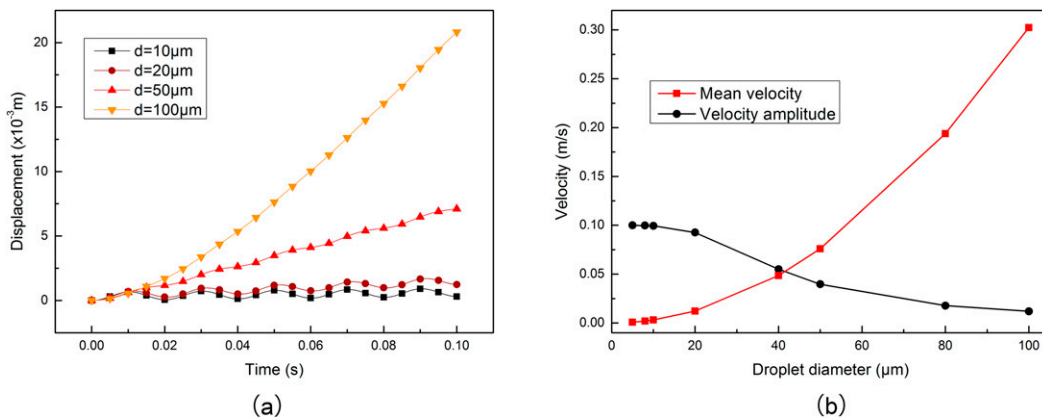 20
15
10
5
0
Displacement (x10⁻³m)
d=10μm
d=20μm
d=50μm
d=100μm
0.00 0.02 0.04 0.06 0.08 0.10
Time (s)
(a)
0.30
0.25
0.20
0.15
0.10
0.05
0.00
Velocity (m/s)
Mean velocity
Velocity amplitude
0 20 40 60 80 100
Droplet diameter (μm)
(b)